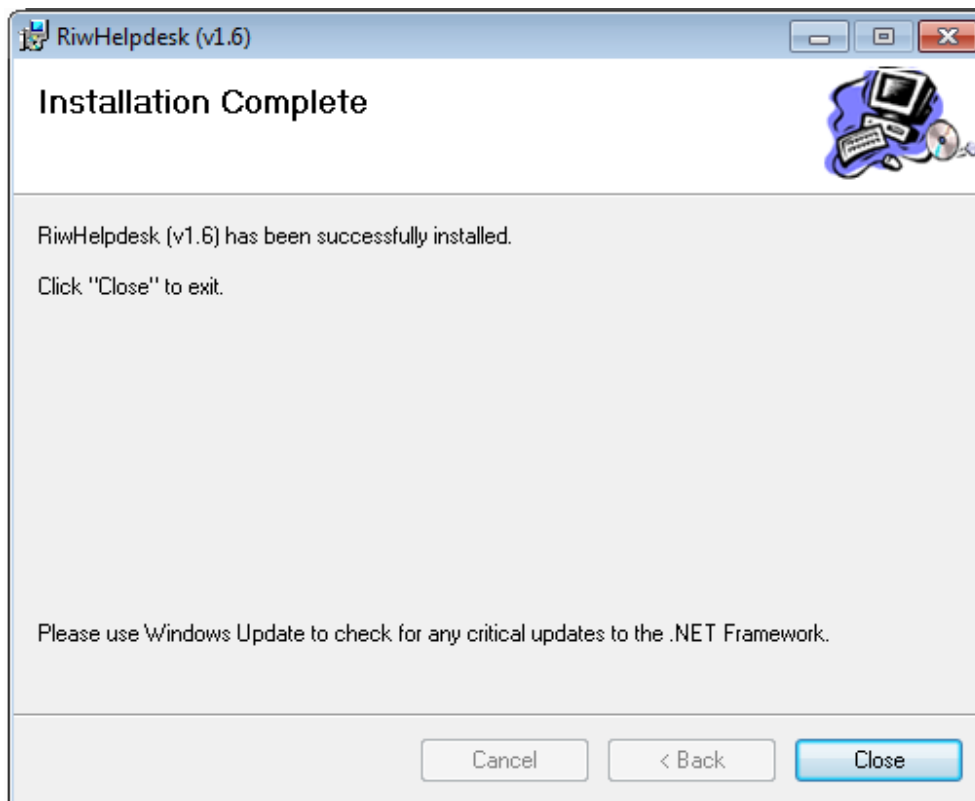 RiwHelpdesk (v1.6)
Installation Complete
RiwHelpdesk (v1.6) has been successfully installed.
Click "Close" to exit.
Please use Windows Update to check for any critical updates to the .NET Framework.
Cancel
< Back
Close